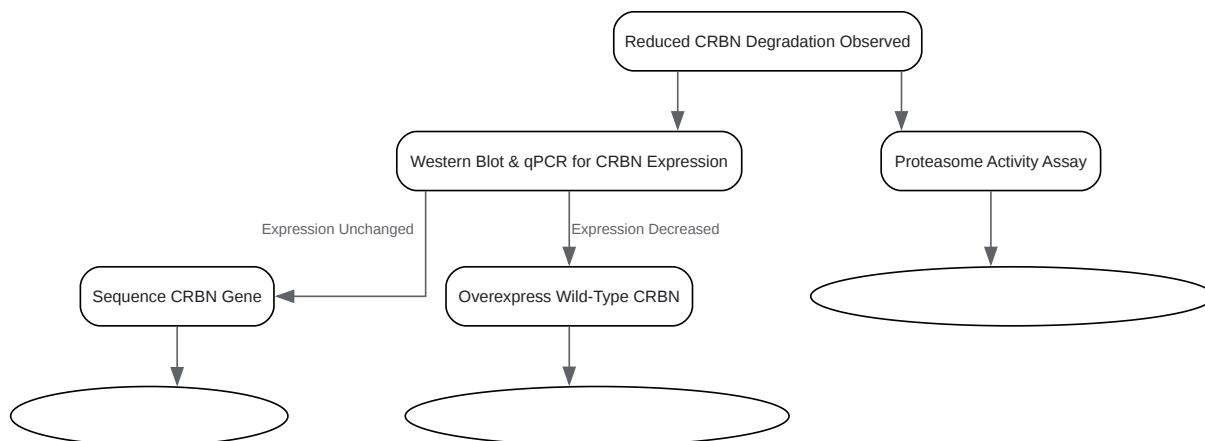 Reduced CRBN Degradation Observed
Western Blot & qPCR for CRBN Expression
Proteasome Activity Assay
Expression Unchanged
Expression Decreased
Sequence CRBN Gene
Overexpress Wild-Type CRBN